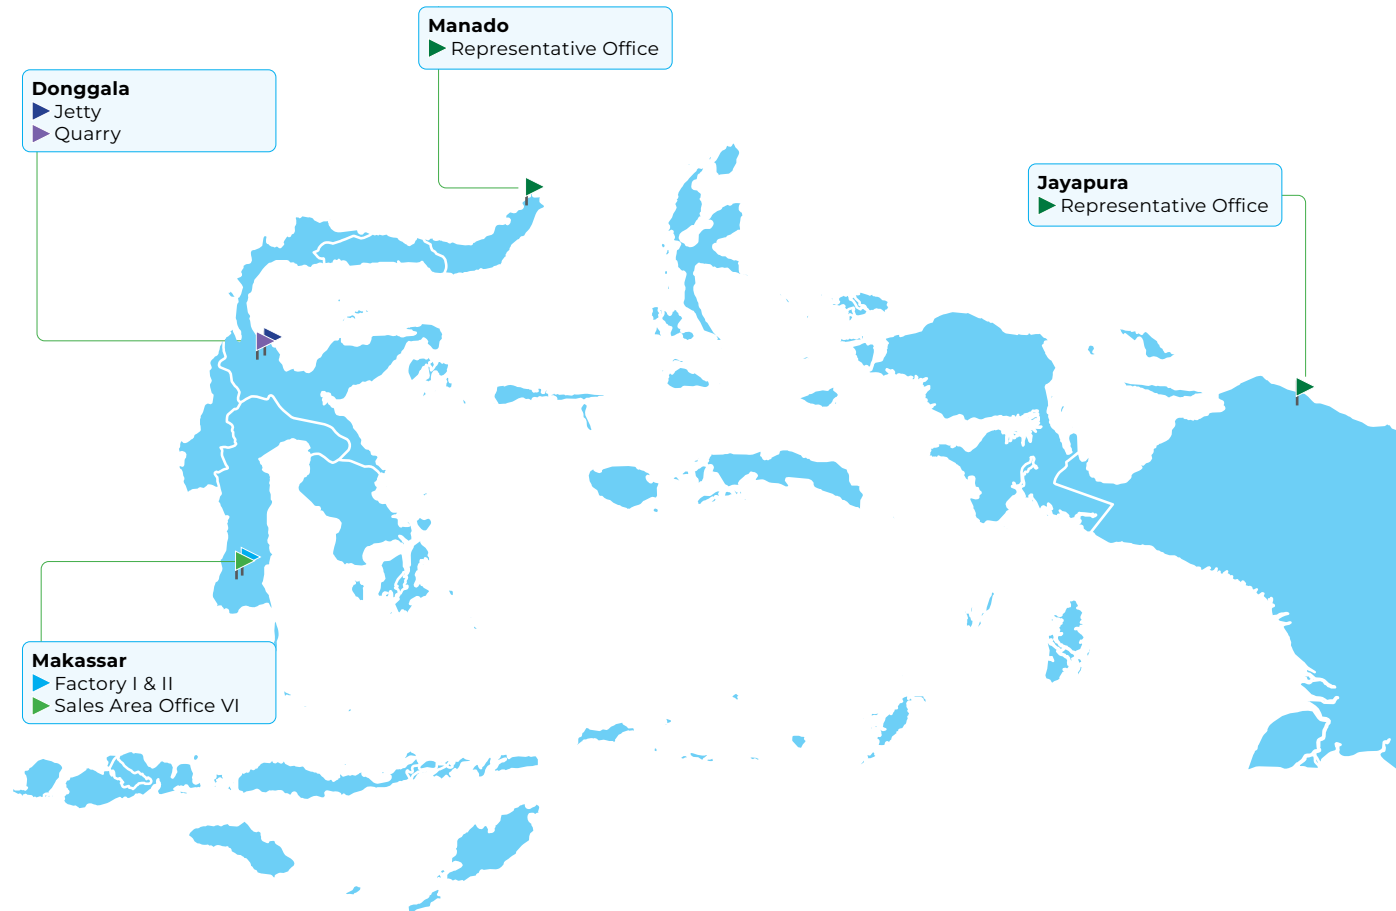 Manado
Representative Office
Donggala
Jetty
Quarry
Jayapura
Representative Office
Makassar
Factory I & II
Sales Area Office VI